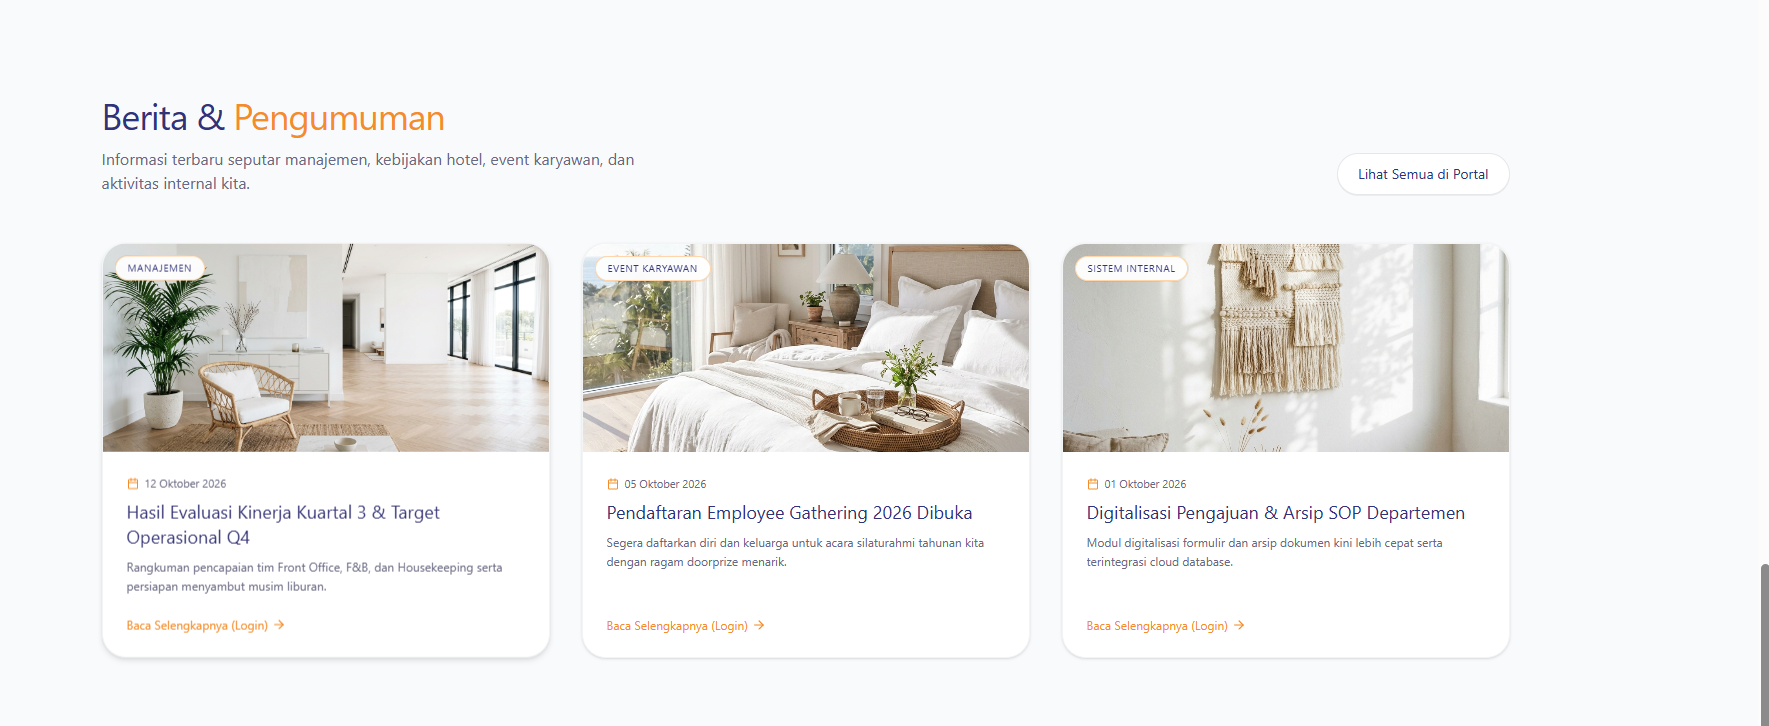 Berita & Pengumuman
Informasi terbaru seputar manajemen, kebijakan hotel, event karyawan, dan
aktivitas internal kita.
Lihat Semua di Portal
MANAJEMEN
12 Oktober 2026
Hasil Evaluasi Kinerja Kuartal 3 & Target
Operasional Q4
Rangkuman pencapaian tim Front Office, F&B, dan Housekeeping serta
persiapan menyambut musim liburan.
Baca Selengkapnya (Login) →
EVENT KARYAWAN
05 Oktober 2026
Pendaftaran Employee Gathering 2026 Dibuka
Segera daftarkan diri dan keluarga untuk acara silaturahmi tahunan kita
dengan ragam doorprize menarik.
Baca Selengkapnya (Login) →
SISTEM INTERNAL
01 Oktober 2026
Digitalisasi Pengajuan & Arsip SOP Departemen
Modul digitalisasi formulir dan arsip dokumen kini lebih cepat serta
terintegrasi cloud database.
Baca Selengkapnya (Login) →